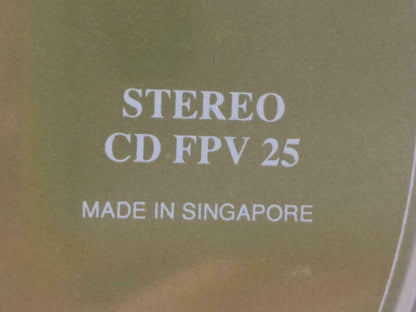 STEREO
CD FPV 25
MADE IN SINGAPORE